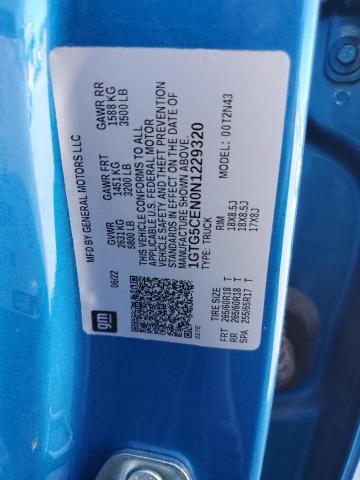 MFD BY GENERAL MOTORS LLC
06/22
GVWR
2631 KG
5800 LB
GAWR FRT
1451 KG
3200 LB
GAWR RR
1588 KG
3500 LB
THIS VEHICLE CONFORMS TO ALL
APPLICABLE U.S. FEDERAL MOTOR
VEHICLE SAFETY AND THEFT PREVENTION
STANDARDS IN EFFECT ON THE DATE OF
MANUFACTURE SHOWN ABOVE.
1GTG5CEN0N1229320
TYPE: TRUCK
MODEL: 00T2N43
gm
327E
TIRE SIZE RIM
FRT 265/60R18 T 18X8.5J
RR 265/60R18 T 18X8.5J
SPA 255/65R17 T 17X8J